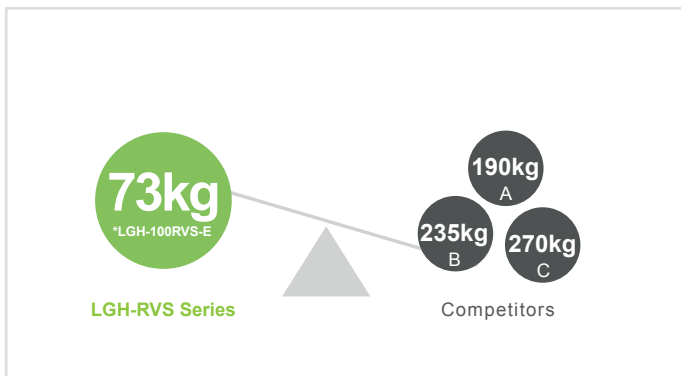 73kg
*LGH-100RVS-E
LGH-RVS Series
190kg
A
235kg
B
270kg
C
Competitors